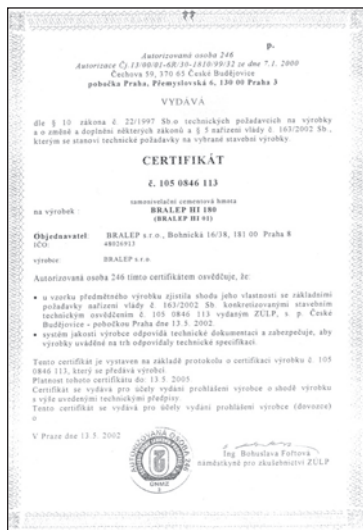 P-
Autorizovaná osoba 246
Autorizace Čj.13/00/01-6R/30-1810/99/32 ze dne 7.1. 2000
Čechova 59, 370 65 České Budějovice
pobočka Praha, Přemyslovská 6, 130 00 Praha 3
VYDÁVÁ
dle § 10 zákona č. 22/1997 Sb.o technických požadavcích na výrobky
a o změně a doplnění některých zákonů a § 5 nařízení vlády č. 163/2002 Sb.,
kterým se stanoví technické požadavky na vybrané stavební výrobky.
CERTIFIKÁT
č. 105 0846 113
samonivelační cementová hmota
na výrobek : BRALEP HI 180
(BRALEP HI 01)
Objednavatel: BRALEP s.r.o., Bohnická 16/38, 181 00 Praha 8
IČO: 48026913
výrobce: BRALEP s.r.o.
Autorizovaná osoba 246 tímto certifikátem osvědčuje, že:
• u vzorku předmětného výrobku zjistila shodu jeho vlastností se základními
požadavky nařízení vlády č. 163/2002 Sb. konkretizovanými stavebním
technickým osvědčením č. 105 0846 113 vydaným ZÚLP, s. p. České
Budějovice - pobočkou Praha dne 13.5. 2002.
• systém jakosti výrobce odpovídá technické dokumentaci a zabezpečuje, aby
výrobky uváděné na trh odpovídaly technické specifikaci.
Tento certifikát je vystaven na základě protokolu o certifikaci výrobku č. 105
0846 113, který se předává výrobci.
Platnost tohoto certifikátu do: 13.5. 2005
Certifikát se vydává pro účely vydání prohlášení výrobce o shodě výrobku
s výše uvedenými technickými předpisy.
Tento certifikát se vydává pro účely vydání prohlášení výrobce (dovozce)
o
V Praze dne 13.5. 2002
AUTORIZOVANÁ OSOBA 246
ÚNMZ
Ing. Bohuslava Fořtová
náměstkyně pro zkušebnictví ZÚLP